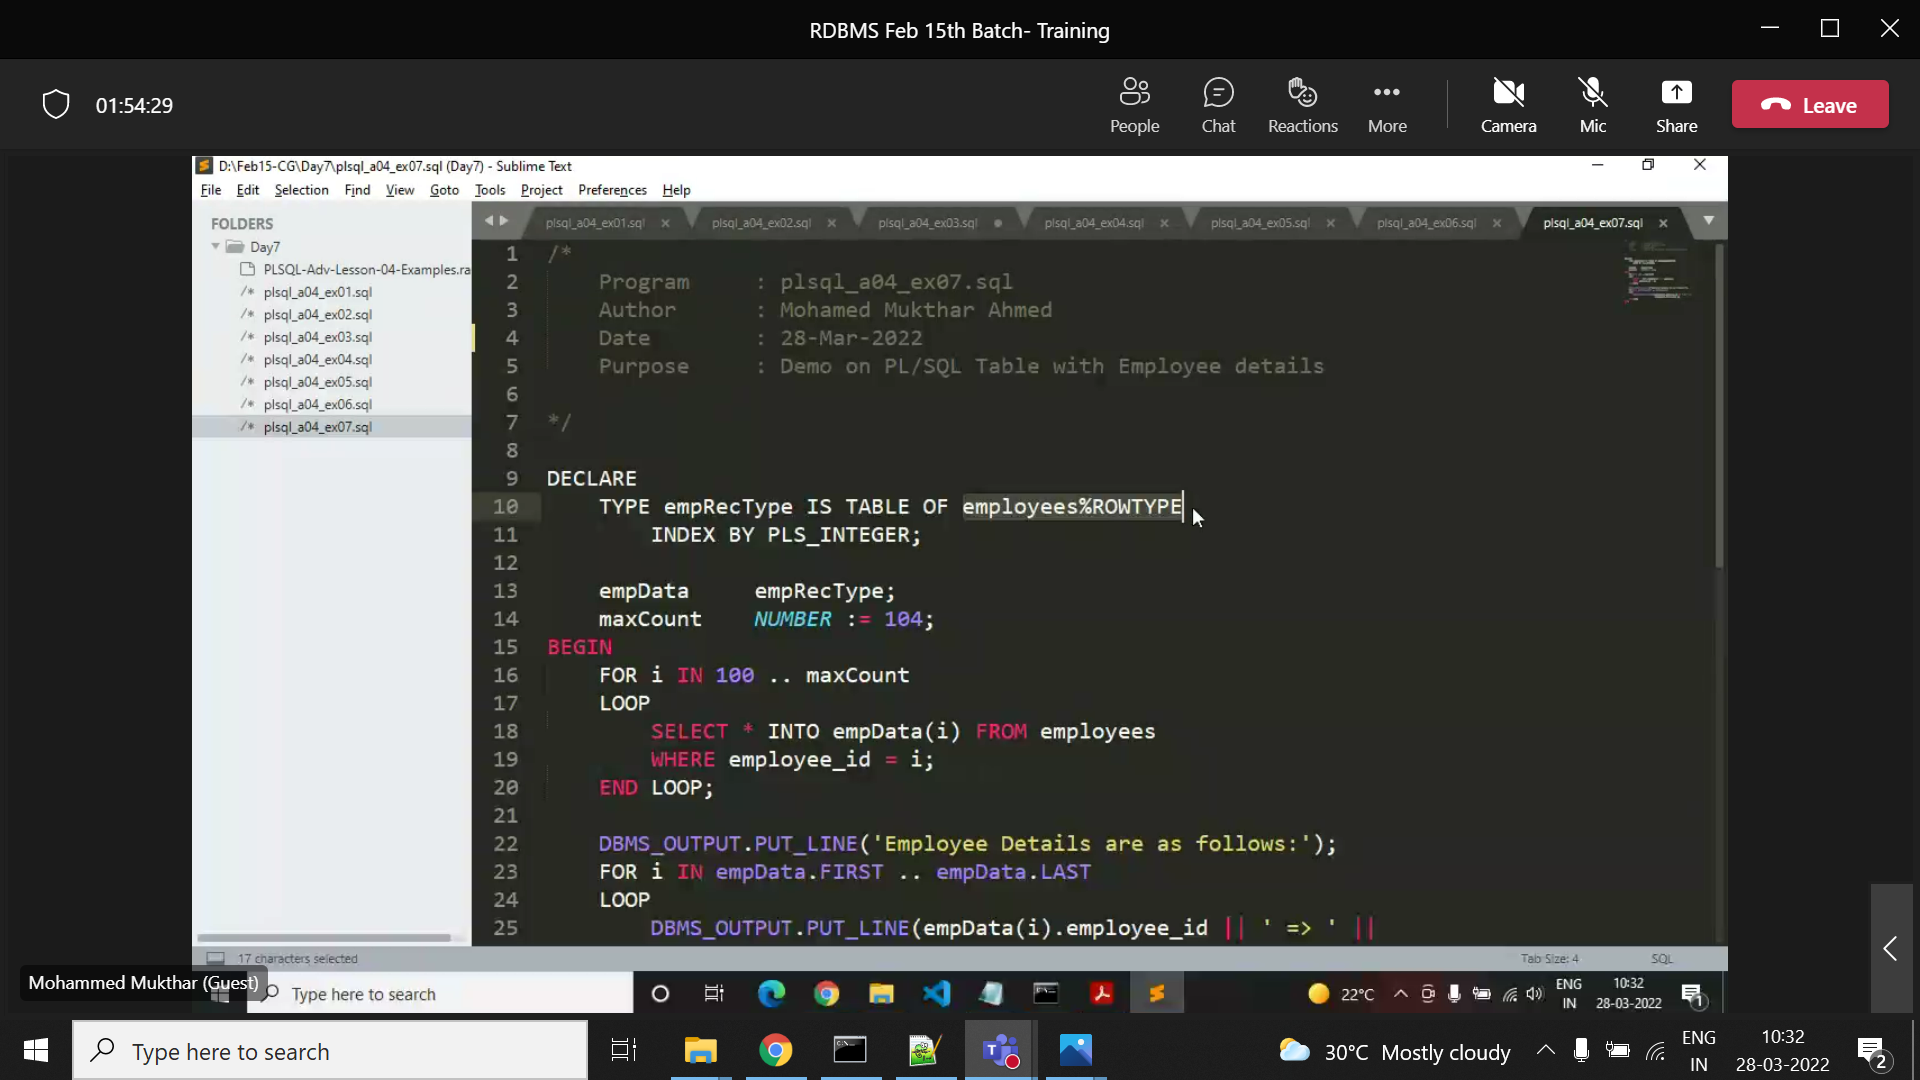 RDBMS Feb 15th Batch- Training
01:54:29
People
Chat
Reactions
More
Camera
Mic
Share
Leave
D:\Feb15-CG\Day7\plsql_a04_ex07.sql (Day7) - Sublime Text
File Edit Selection Find View Goto Tools Project Preferences Help
FOLDERS
Day7
PLSQL-Adv-Lesson-04-Examples.ra
/* plsql_a04_ex01.sql
/* plsql_a04_ex02.sql
/* plsql_a04_ex03.sql
/* plsql_a04_ex04.sql
/* plsql_a04_ex05.sql
/* plsql_a04_ex06.sql
/* plsql_a04_ex07.sql
plsql_a04_ex01.sql plsql_a04_ex02.sql plsql_a04_ex03.sql plsql_a04_ex04.sql plsql_a04_ex05.sql plsql_a04_ex06.sql plsql_a04_ex07.sql
1 /*
2 Program : plsql_a04_ex07.sql
3 Author : Mohamed Mukthar Ahmed
4 Date : 28-Mar-2022
5 Purpose : Demo on PL/SQL Table with Employee details
6
7 */
8
9 DECLARE
10 TYPE empRecType IS TABLE OF employees%ROWTYPE
11 INDEX BY PLS_INTEGER;
12
13 empData empRecType;
14 maxCount NUMBER := 104;
15 BEGIN
16 FOR i IN 100 .. maxCount
17 LOOP
18 SELECT * INTO empData(i) FROM employees
19 WHERE employee_id = i;
20 END LOOP;
21
22 DBMS_OUTPUT.PUT_LINE('Employee Details are as follows:');
23 FOR i IN empData.FIRST .. empData.LAST
24 LOOP
25 DBMS_OUTPUT.PUT_LINE(empData(i).employee_id || ' => ' ||
17 characters selected
Tab Size: 4
SQL
Mohammed Mukthar (Guest)
Type here to search
22°C
ENG
IN
10:32
28-03-2022
1
Type here to search
30°C Mostly cloudy
ENG
IN
10:32
28-03-2022
2